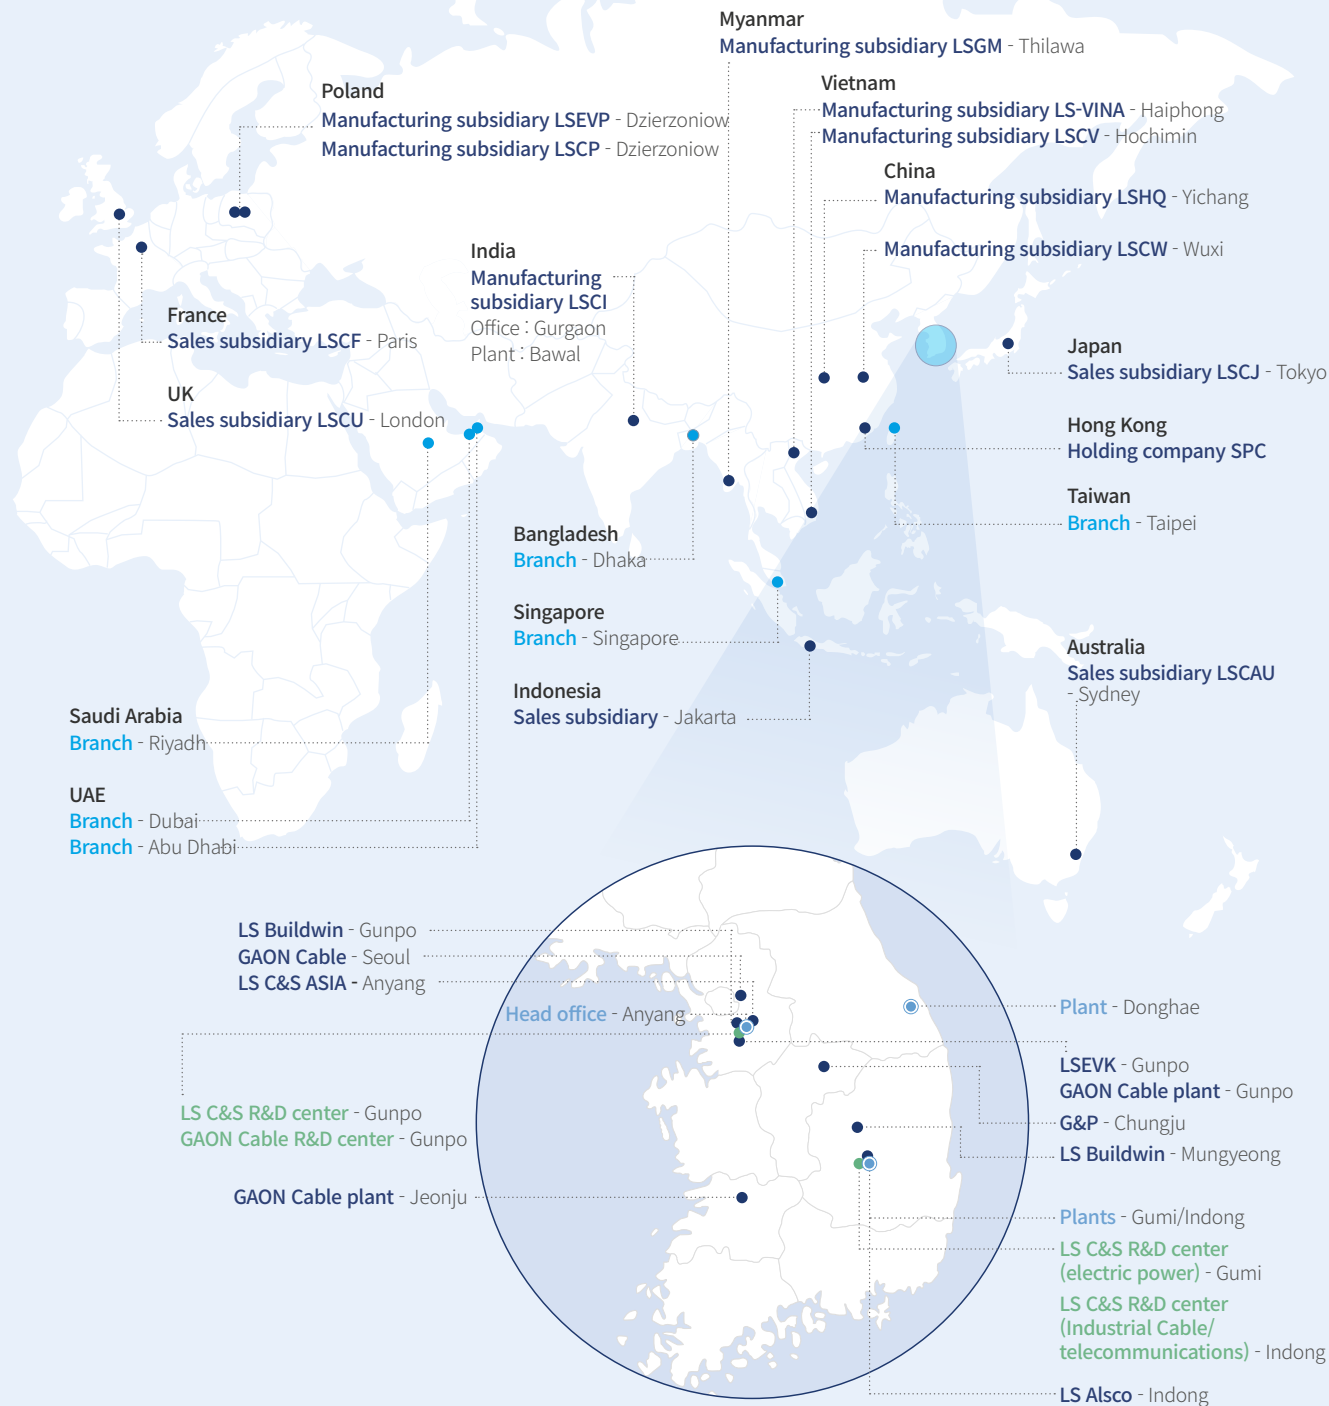 Myanmar
Manufacturing subsidiary LSGM - Thilawa
Poland
Manufacturing subsidiary LSEVP - Dzierzoniow
Manufacturing subsidiary LSCP - Dzierzoniow
Vietnam
Manufacturing subsidiary LS-VINA - Haiphong
Manufacturing subsidiary LSCV - Hochimin
China
Manufacturing subsidiary LSHQ - Yichang
Manufacturing subsidiary LSCW - Wuxi
India
Manufacturing
subsidiary LSCI
Office : Gurgaon
Plant : Bawal
France
Sales subsidiary LSCF - Paris
UK
Sales subsidiary LSCU - London
Japan
Sales subsidiary LSCJ - Tokyo
Hong Kong
Holding company SPC
Taiwan
Branch - Taipei
Bangladesh
Branch - Dhaka
Singapore
Branch - Singapore
Indonesia
Sales subsidiary - Jakarta
Australia
Sales subsidiary LSCAU
- Sydney
Saudi Arabia
Branch - Riyadh
UAE
Branch - Dubai
Branch - Abu Dhabi
LS Buildwin - Gunpo
GAON Cable - Seoul
LS C&S ASIA - Anyang
Head office - Anyang
LS C&S R&D center - Gunpo
GAON Cable R&D center - Gunpo
GAON Cable plant - Jeonju
Plant - Donghae
LSEVK - Gunpo
GAON Cable plant - Gunpo
G&P - Chungju
LS Buildwin - Mungyeong
Plants - Gumi/Indong
LS C&S R&D center
(electric power) - Gumi
LS C&S R&D center
(Industrial Cable/
telecommunications) - Indong
LS Alsco - Indong